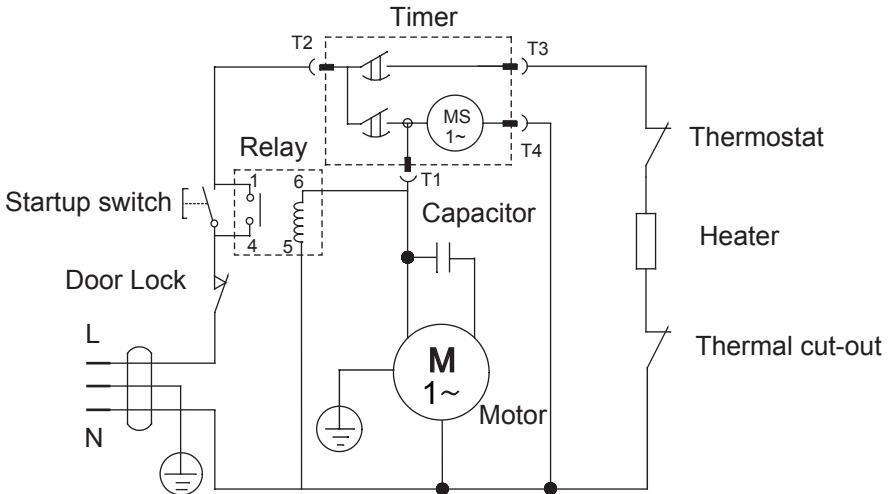 Timer
T2
T3
MS
1~
T4
Relay
Thermostat
1
6
T1
Startup switch
Capacitor
4
5
Heater
Door Lock
L
Thermal cut-out
M
1~
Motor
N